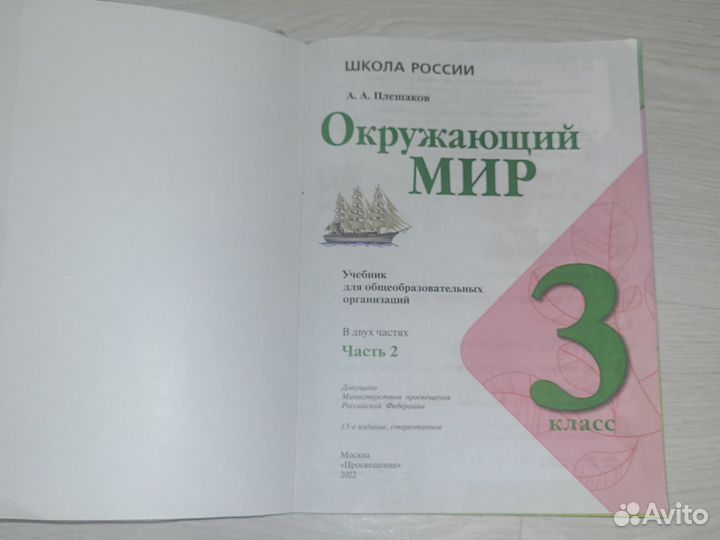 ШКОЛА РОССИИ
А. А. Плешаков
Окружающий
МИР
Учебник
для общеобразовательных
организаций
В двух частях
Часть 2
Допущено
Министерством просвещения
Российской Федерации
13-е издание, стереотипное
Москва
«Просвещение»
2022
3
класс
Avito